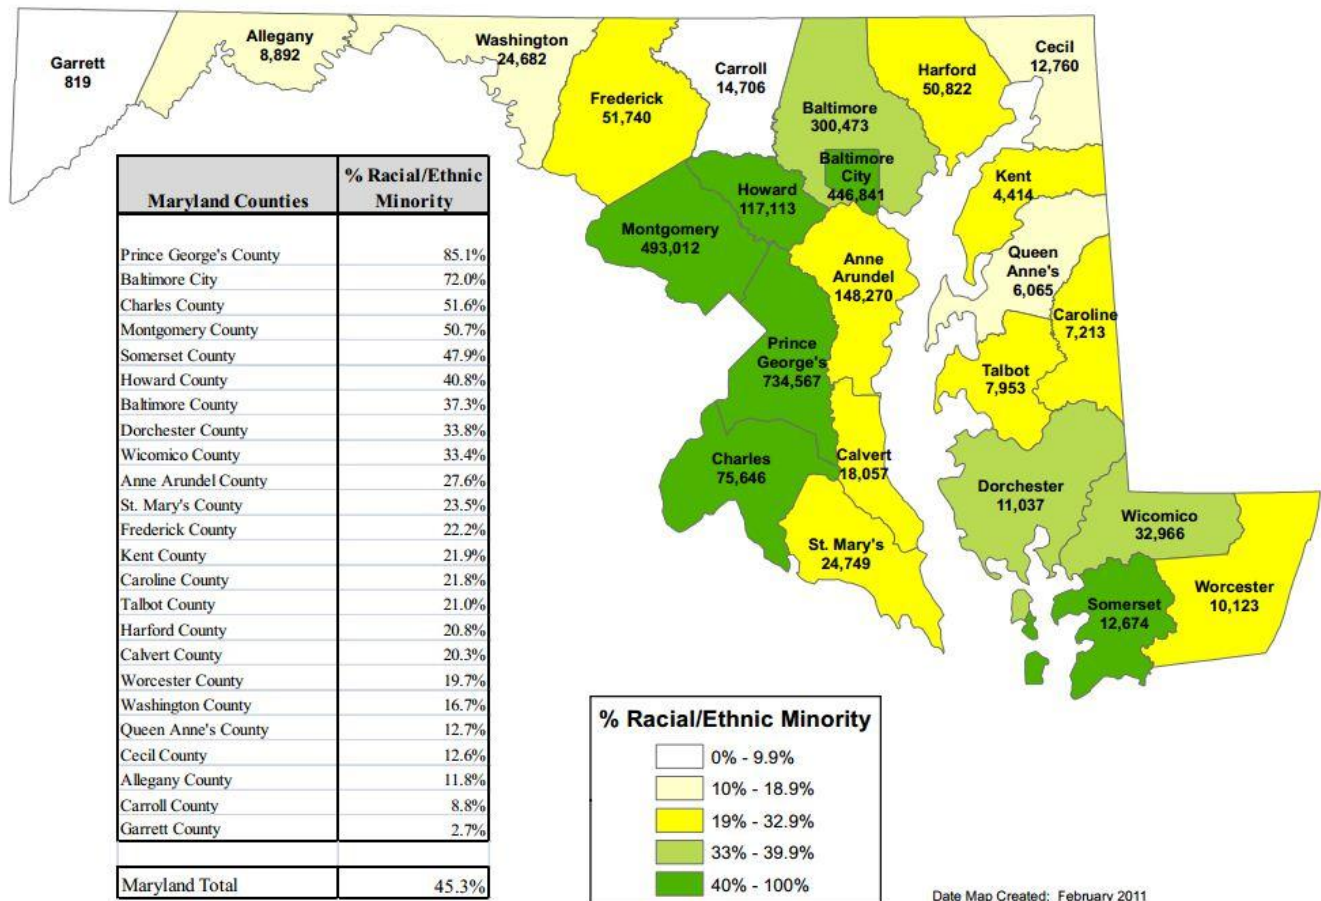 Garrett
819
Allegany
8,892
Washington
24,682
Frederick
51,740
Carroll
14,706
Baltimore
300,473
Baltimore
City
446,841
Harford
50,822
Cecil
12,760
Kent
4,414
Queen
Anne's
6,065
Caroline
7,213
Talbot
7,953
Howard
117,113
Montgomery
493,012
Anne
Arundel
148,270
Prince
George's
734,567
Charles
75,646
Calvert
18,057
St. Mary's
24,749
Dorchester
11,037
Wicomico
32,966
Somerset
12,674
Worcester
10,123
Maryland Counties % Racial/Ethnic
Minority
Prince George's County 85.1%
Baltimore City 72.0%
Charles County 51.6%
Montgomery County 50.7%
Somerset County 47.9%
Howard County 40.8%
Baltimore County 37.3%
Dorchester County 33.8%
Wicomico County 33.4%
Anne Arundel County 27.6%
St. Mary's County 23.5%
Frederick County 22.2%
Kent County 21.9%
Caroline County 21.8%
Talbot County 21.0%
Harford County 20.8%
Calvert County 20.3%
Worcester County 19.7%
Washington County 16.7%
Queen Anne's County 12.7%
Cecil County 12.6%
Allegany County 11.8%
Carroll County 8.8%
Garrett County 2.7%
Maryland Total 45.3%
% Racial/Ethnic Minority
0% - 9.9%
10% - 18.9%
19% - 32.9%
33% - 39.9%
40% - 100%
Date Map Created: February 2011